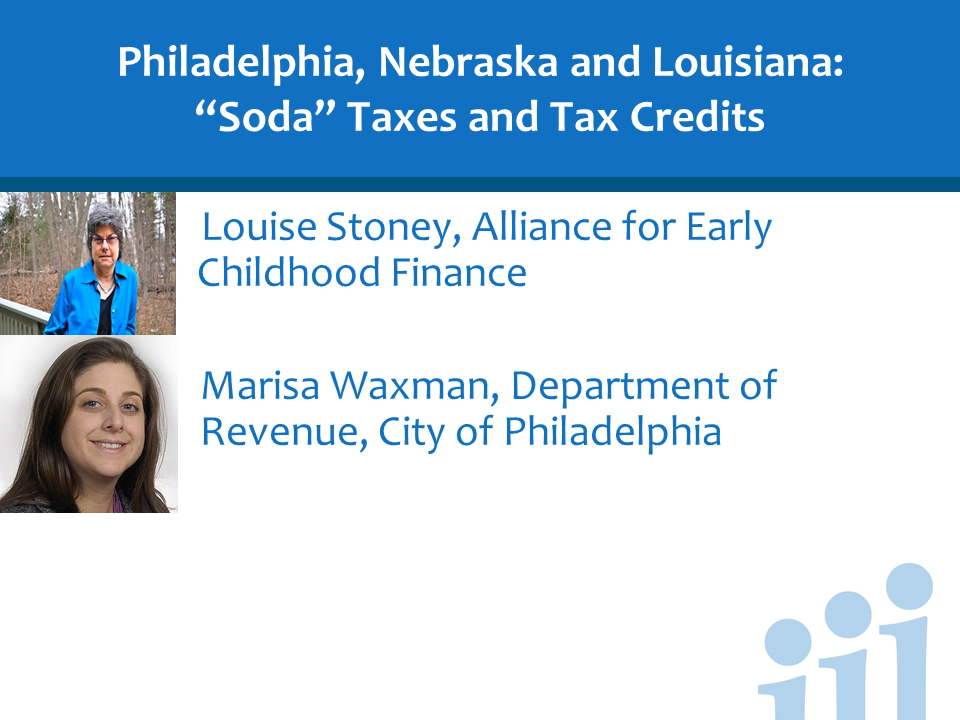 Philadelphia, Nebraska and Louisiana:
“Soda” Taxes and Tax Credits
Louise Stoney, Alliance for Early
Childhood Finance
Marisa Waxman, Department of
Revenue, City of Philadelphia